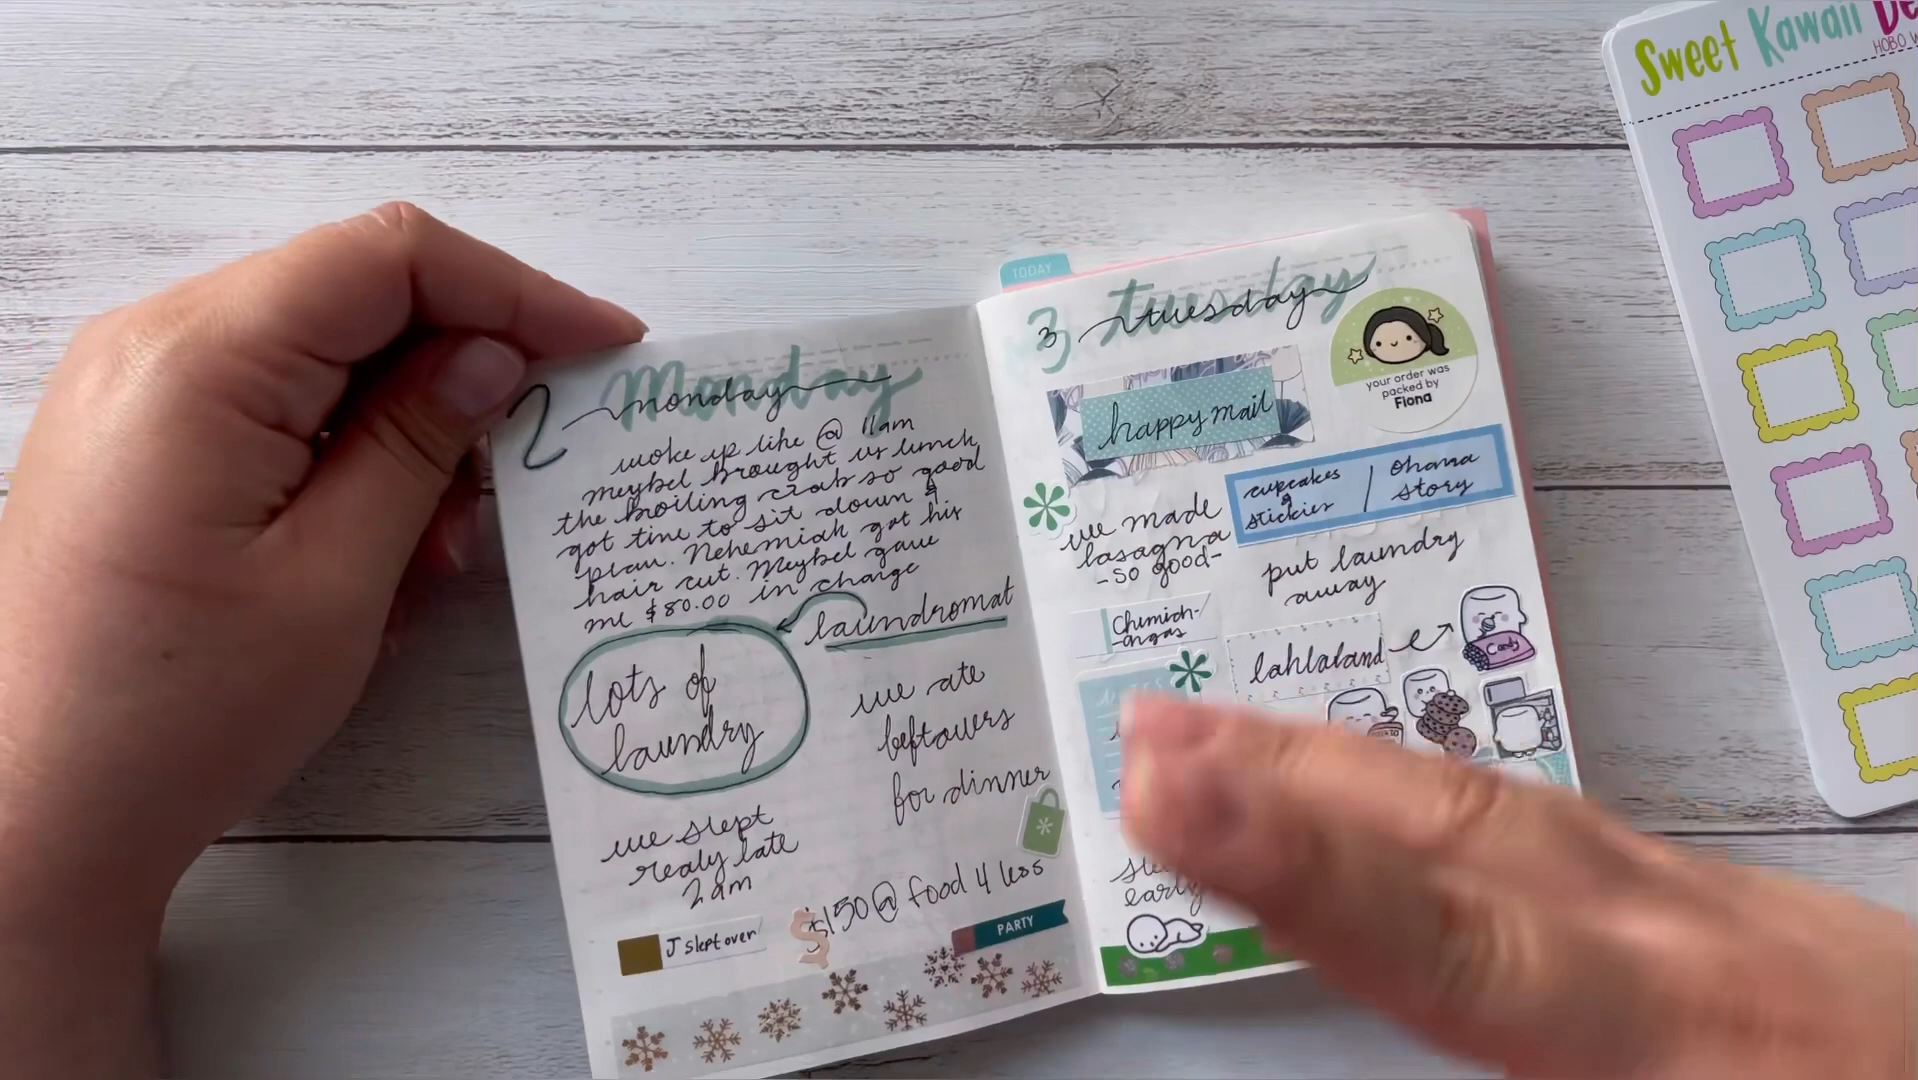 Sweet Kawaii De
HOBO W
TODAY
2 monday
woke up like @ 11am
Meybel brought us lunch
the boiling crab so good
got time to sit down &
plan. Nehemiah got his
hair cut. Meybel gave
me $80.00 in change
laundromat
lots of
laundry
we ate
leftovers
for dinner
we slept
realy late
2am
$150 @ food 4 less
J slept over
PARTY
3 tuesday
your order was
packed by
Fiona
happy mail
cupcakes
&
stickies / ohana
story
we made
lasagna
-so good-
put laundry
away
Chimich-
angas
lahlaland
Candy
early